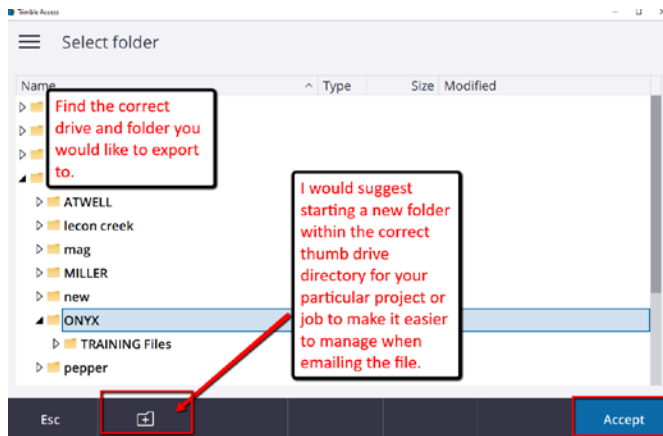 Trimble Access
Select folder
Name Type Size Modified
Find the correct
drive and folder you
would like to export
to.
ATWELL
lecon creek
mag
MILLER
new
ONYX
TRAINING Files
pepper
I would suggest
starting a new folder
within the correct
thumb drive
directory for your
particular project or
job to make it easier
to manage when
emailing the file.
Esc
Accept